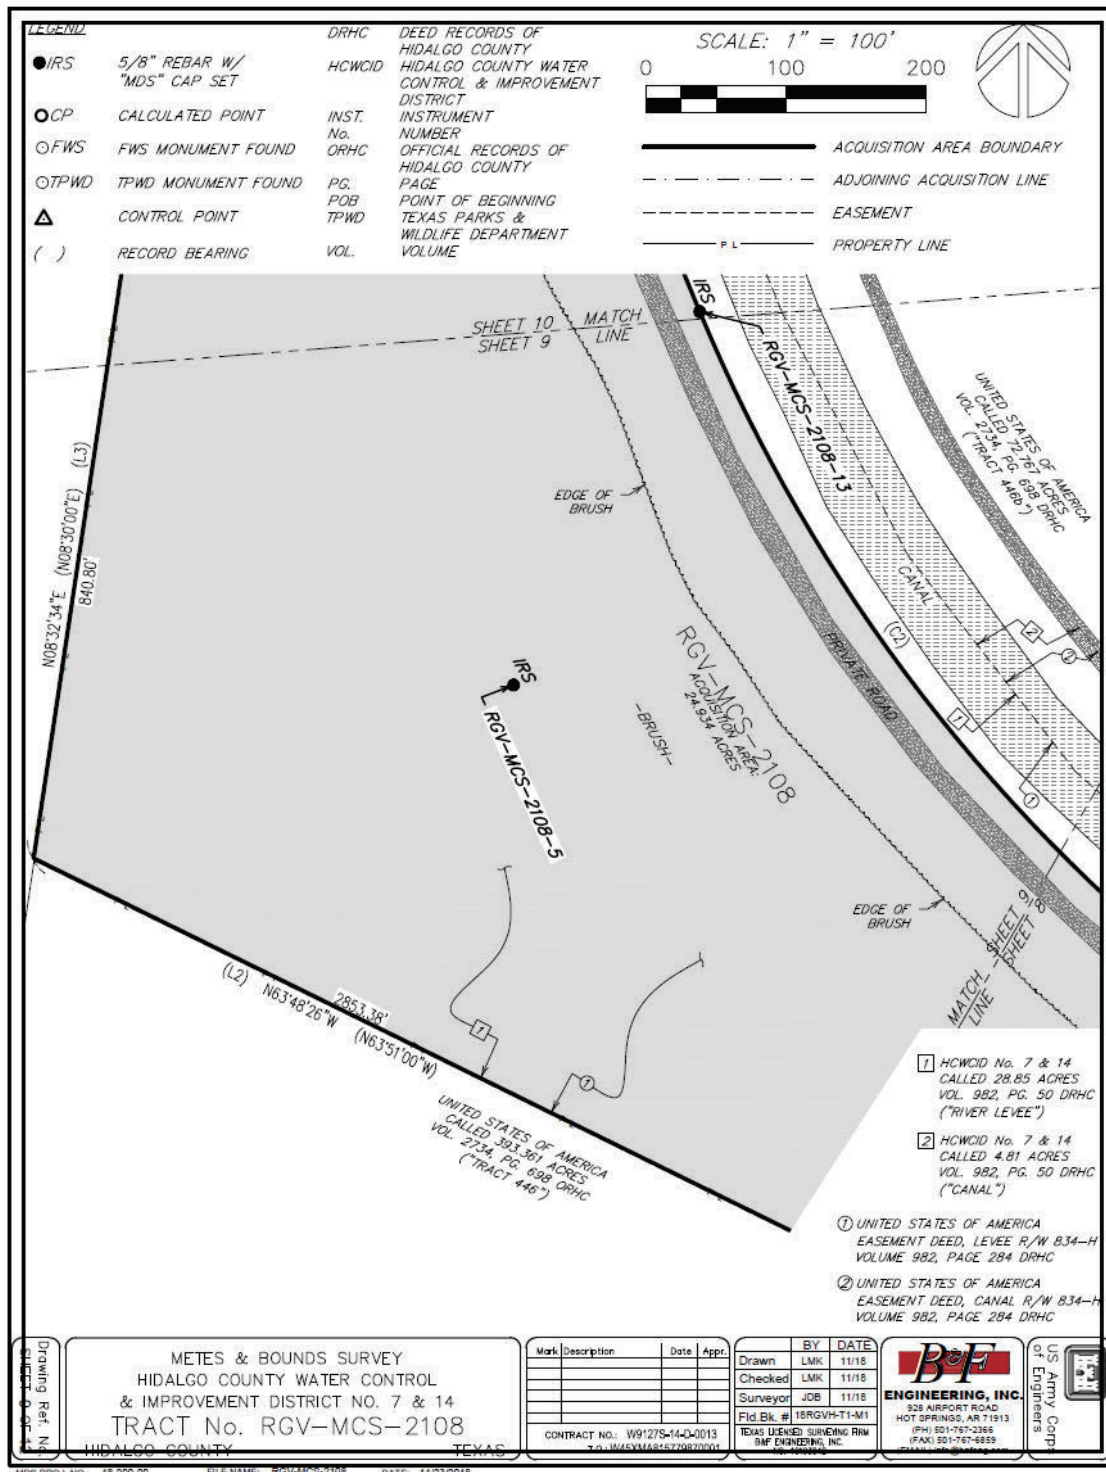 LEGEND
IRS 5/8" REBAR W/
"MDS" CAP SET
CP CALCULATED POINT
FWS FWS MONUMENT FOUND
TPWD TPWD MONUMENT FOUND
CONTROL POINT
( ) RECORD BEARING
DRHC DEED RECORDS OF
HIDALGO COUNTY
HCWCID HIDALGO COUNTY WATER
CONTROL & IMPROVEMENT
DISTRICT
INST. INSTRUMENT
No. NUMBER
ORHC OFFICIAL RECORDS OF
HIDALGO COUNTY
PG. PAGE
POB POINT OF BEGINNING
TPWD TEXAS PARKS &
WILDLIFE DEPARTMENT
VOL. VOLUME
SCALE: 1" = 100'
0 100 200
ACQUISITION AREA BOUNDARY
ADJOINING ACQUISITION LINE
EASEMENT
P L PROPERTY LINE
SHEET 10 MATCH
SHEET 9 LINE
IRS
RGV-MCS-2108-13
UNITED STATES OF AMERICA
CALLED 72.767 ACRES
VOL. 2734, PG. 698 DRHC
("TRACT 446b")
N08°32'34"E (N08°30'00"E) (L3)
840.80'
EDGE OF
BRUSH
CANAL
(C2)
PRIVATE ROAD
2
2
1
1
IRS
RGV-MCS-2108-5
RGV-MCS-2108
ACQUISITION AREA:
24.934 ACRES
-BRUSH-
EDGE OF
BRUSH
MATCH SHEET 9
LINE SHEET 8
(L2) N63°48'26"W
2853.38'
(N63°51'00"W)
1
1
UNITED STATES OF AMERICA
CALLED 393.361 ACRES
VOL. 2734, PG. 698 ORHC
("TRACT 446")
1 HCWCID No. 7 & 14
CALLED 28.85 ACRES
VOL. 982, PG. 50 DRHC
("RIVER LEVEE")
2 HCWCID No. 7 & 14
CALLED 4.81 ACRES
VOL. 982, PG. 50 DRHC
("CANAL")
1 UNITED STATES OF AMERICA
EASEMENT DEED, LEVEE R/W 834-H
VOLUME 982, PAGE 284 DRHC
2 UNITED STATES OF AMERICA
EASEMENT DEED, CANAL R/W 834-H
VOLUME 982, PAGE 284 DRHC
Drawing Ref. No.
METES & BOUNDS SURVEY
HIDALGO COUNTY WATER CONTROL
& IMPROVEMENT DISTRICT NO. 7 & 14
TRACT No. RGV-MCS-2108
HIDALGO COUNTY TEXAS
Mark Description Date Appr.
CONTRACT NO.: W9127S-14-D-0013
BY DATE
Drawn LMK 11/18
Checked LMK 11/18
Surveyor JDB 11/18
Fld.Bk. # 18RGVH-T1-M1
TEXAS LICENSED SURVEYING FIRM
B&F ENGINEERING, INC.
B&F
ENGINEERING, INC.
928 AIRPORT ROAD
HOT SPRINGS, AR 71913
(PH) 501-767-2366
(FAX) 501-767-6859
US Army Corps
of Engineers